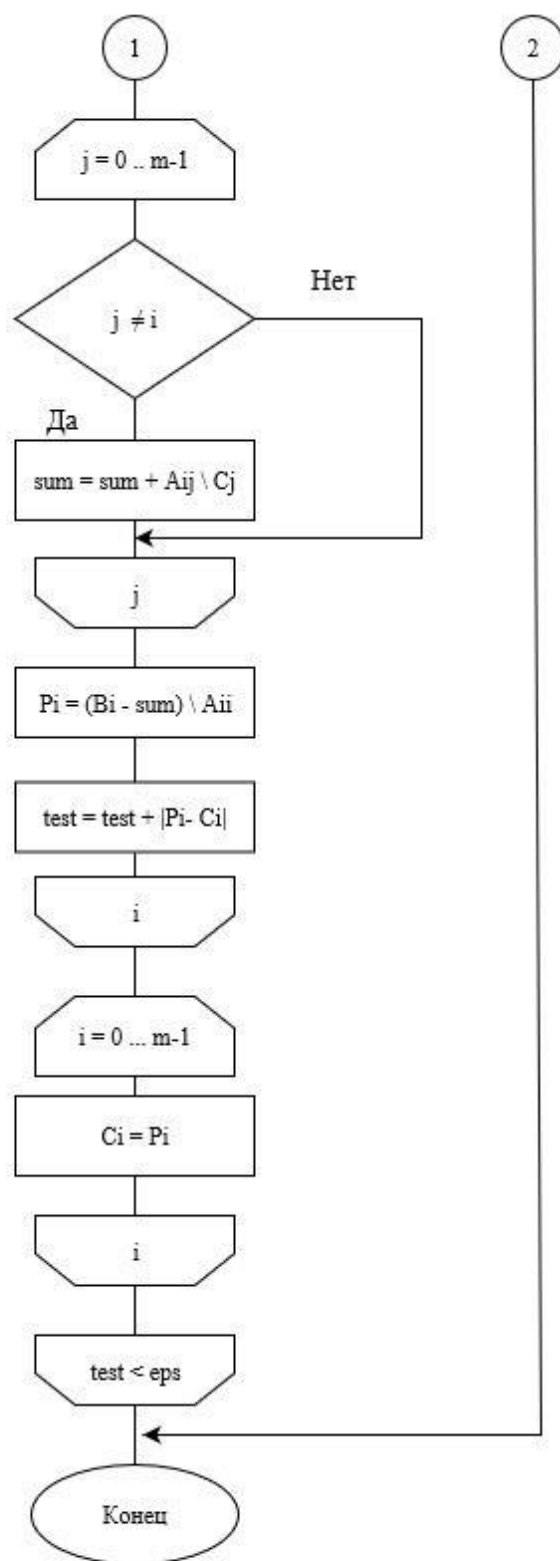 1
2
j = 0 .. m-1
j ≠ i
Нет
Да
sum = sum + Aij \ Cj
j
Pi = (Bi - sum) \ Aii
test = test + |Pi- Ci|
i
i = 0 ... m-1
Ci = Pi
i
test < eps
Конец